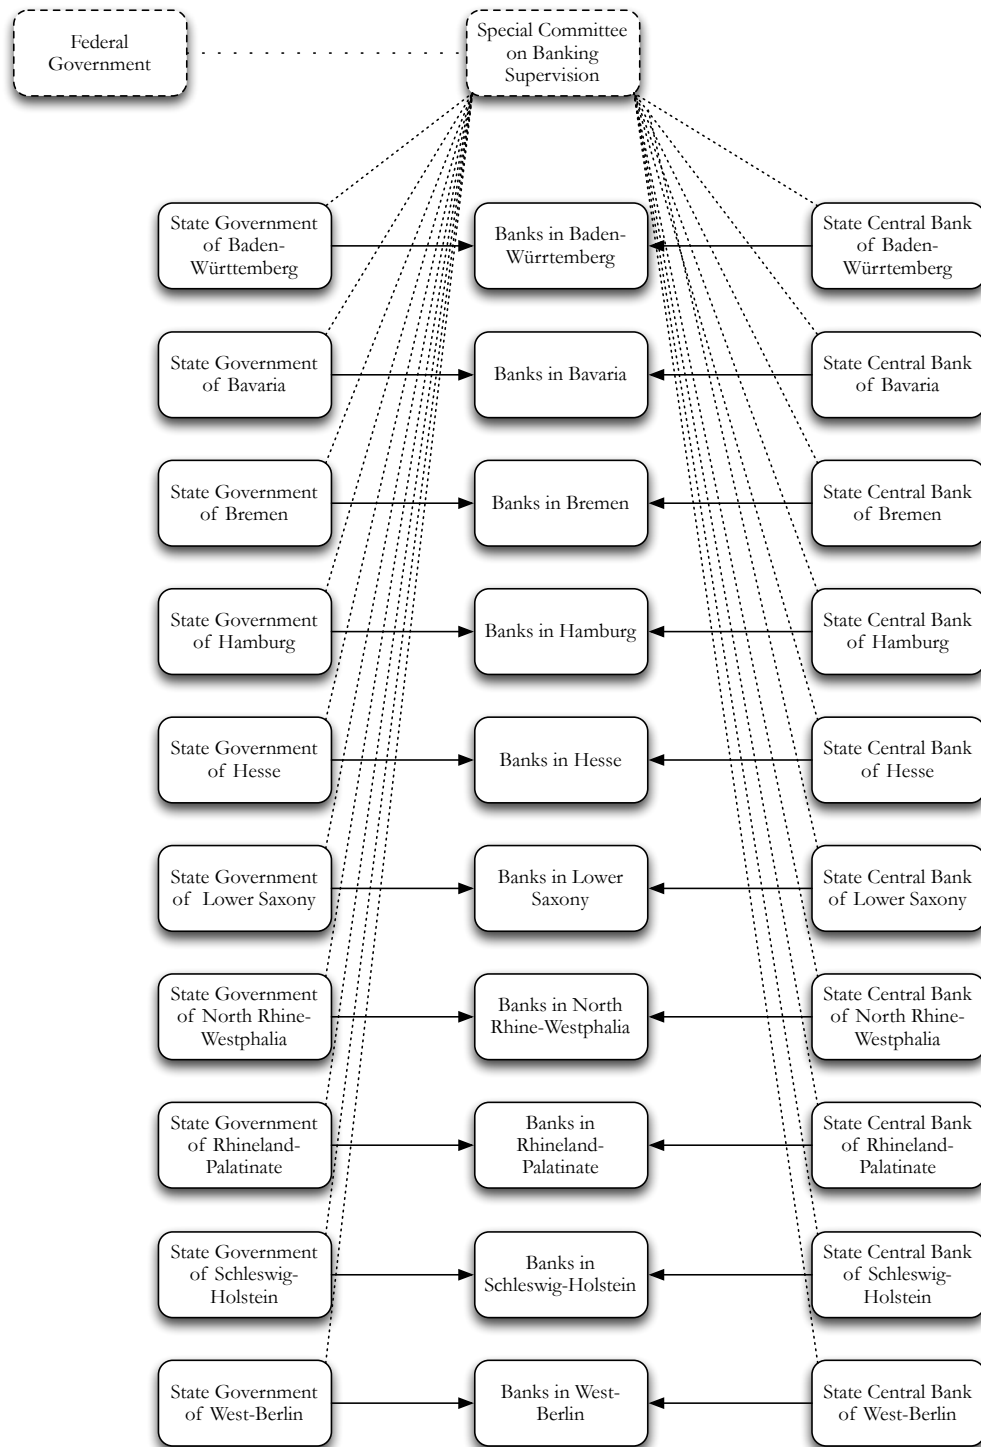 Federal
Government
Special Committee
on Banking
Supervision
State Government
of Baden-
Württemberg
Banks in Baden-
Würrtemberg
State Central Bank
of Baden-
Würrtemberg
State Government
of Bavaria
Banks in Bavaria
State Central Bank
of Bavaria
State Government
of Bremen
Banks in Bremen
State Central Bank
of Bremen
State Government
of Hamburg
Banks in Hamburg
State Central Bank
of Hamburg
State Government
of Hesse
Banks in Hesse
State Central Bank
of Hesse
State Government
of Lower Saxony
Banks in Lower
Saxony
State Central Bank
of Lower Saxony
State Government
of North Rhine-
Westphalia
Banks in North
Rhine-Westphalia
State Central Bank
of North Rhine-
Westphalia
State Government
of Rhineland-
Palatinate
Banks in
Rhineland-
Palatinate
State Central Bank
of Rhineland-
Palatinate
State Government
of Schleswig-
Holstein
Banks in
Schleswig-Holstein
State Central Bank
of Schleswig-
Holstein
State Government
of West-Berlin
Banks in West-
Berlin
State Central Bank
of West-Berlin